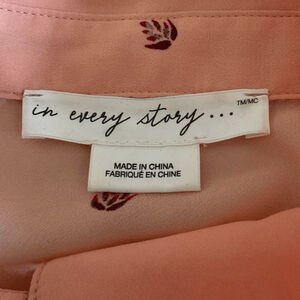 in every story... TM/MC
MADE IN CHINA
FABRIQUÉ EN CHINE